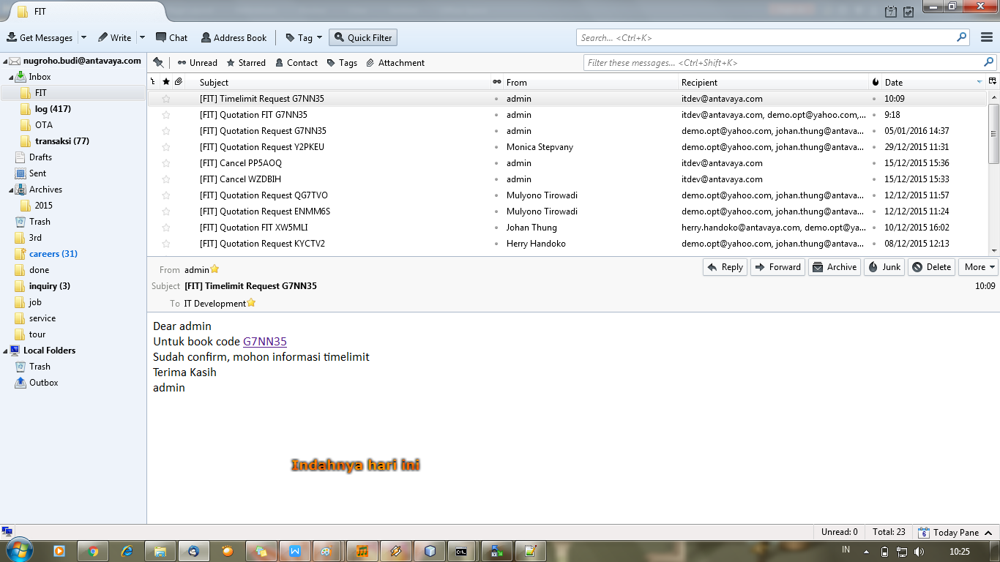 FIT
Get Messages Write Chat Address Book Tag Quick Filter Search... <Ctrl+K>
nugroho.budi@antavaya.com
Inbox
FIT
log (417)
OTA
transaksi (77)
Drafts
Sent
Archives
2015
Trash
3rd
careers (31)
done
inquiry (3)
job
service
tour
Local Folders
Trash
Outbox
Unread Starred Contact Tags Attachment Filter these messages... <Ctrl+Shift+K>
Subject From Recipient Date
[FIT] Timelimit Request G7NN35 admin itdev@antavaya.com 10:09
[FIT] Quotation FIT G7NN35 admin itdev@antavaya.com, demo.opt@yahoo.com,... 9:18
[FIT] Quotation Request G7NN35 admin demo.opt@yahoo.com, johan.thung@antava... 05/01/2016 14:37
[FIT] Quotation Request Y2PKEU Monica Stepvany demo.opt@yahoo.com, johan.thung@antava... 29/12/2015 11:31
[FIT] Cancel PP5AOQ admin itdev@antavaya.com 15/12/2015 15:36
[FIT] Cancel WZDBIH admin itdev@antavaya.com 15/12/2015 15:33
[FIT] Quotation Request QG7TVO Mulyono Tirowadi demo.opt@yahoo.com, johan.thung@antava... 12/12/2015 11:57
[FIT] Quotation Request ENMM6S Mulyono Tirowadi demo.opt@yahoo.com, johan.thung@antava... 12/12/2015 11:24
[FIT] Quotation FIT XW5MLI Johan Thung herry.handoko@antavaya.com, demo.opt@ya... 10/12/2015 16:02
[FIT] Quotation Request KYCTV2 Herry Handoko demo.opt@yahoo.com, johan.thung@antava... 08/12/2015 12:13
From admin Reply Forward Archive Junk Delete More
Subject [FIT] Timelimit Request G7NN35 10:09
To IT Development
Dear admin
Untuk book code G7NN35
Sudah confirm, mohon informasi timelimit
Terima Kasih
admin
Indahnya hari ini
Unread: 0 Total: 23 6 Today Pane
IN 10:25